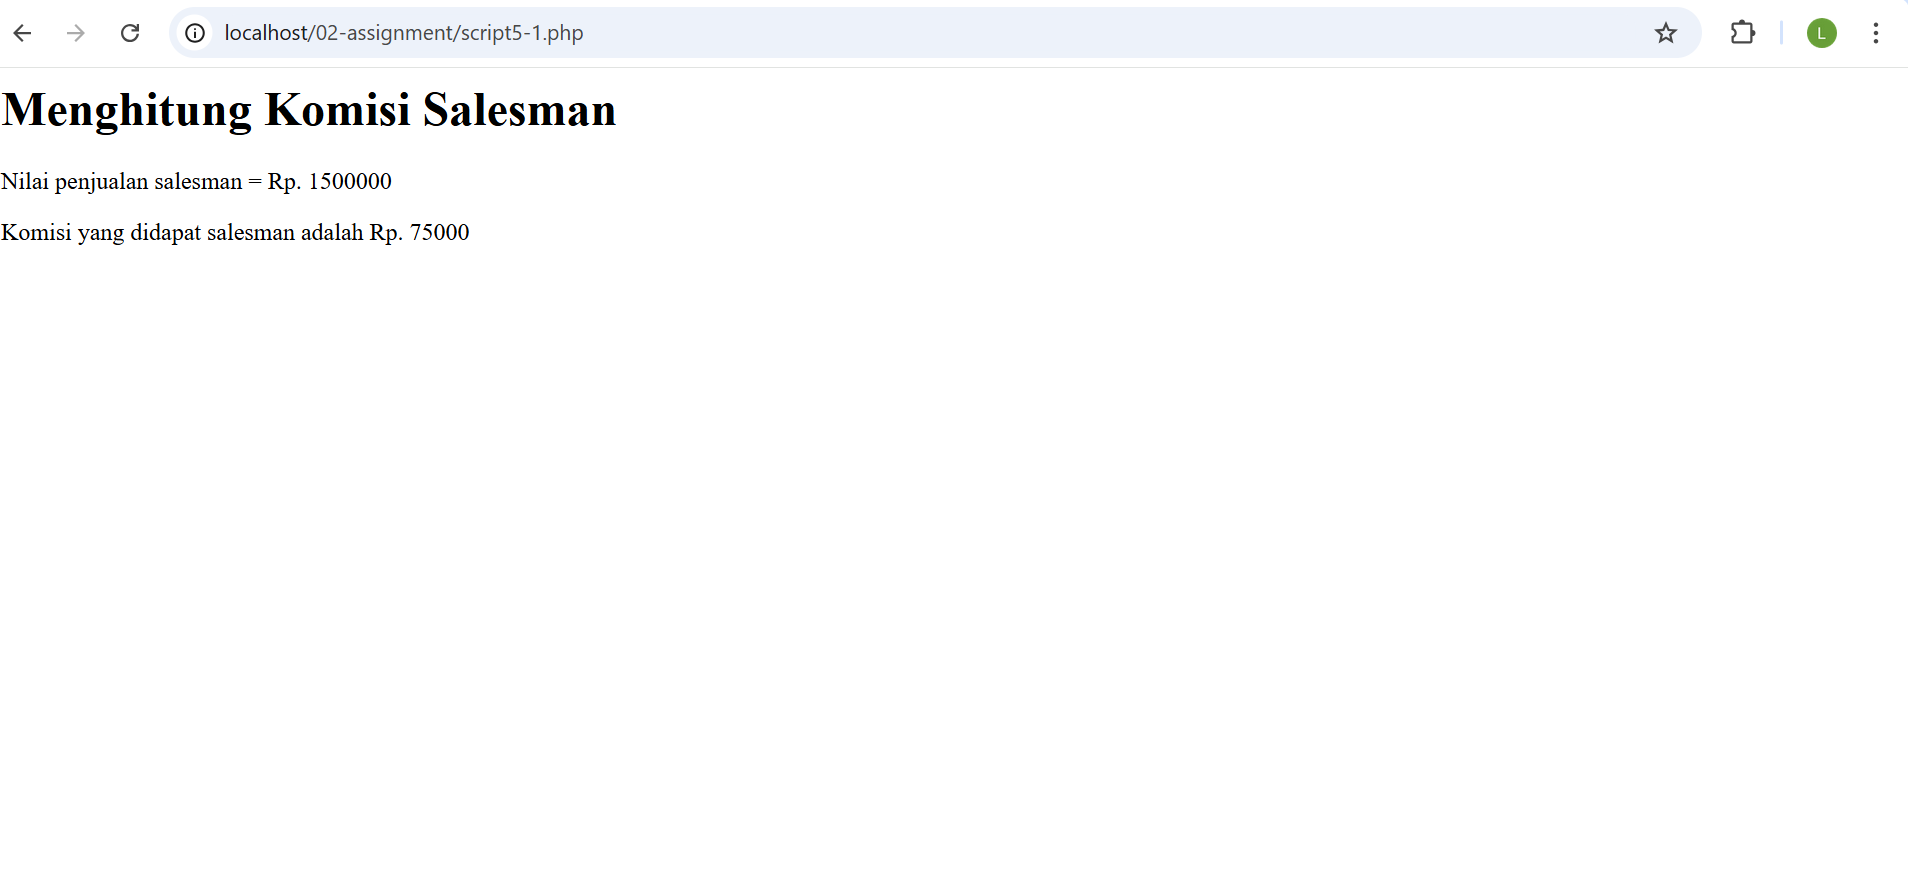 localhost/02-assignment/script5-1.php
L
Menghitung Komisi Salesman
Nilai penjualan salesman = Rp. 1500000
Komisi yang didapat salesman adalah Rp. 75000